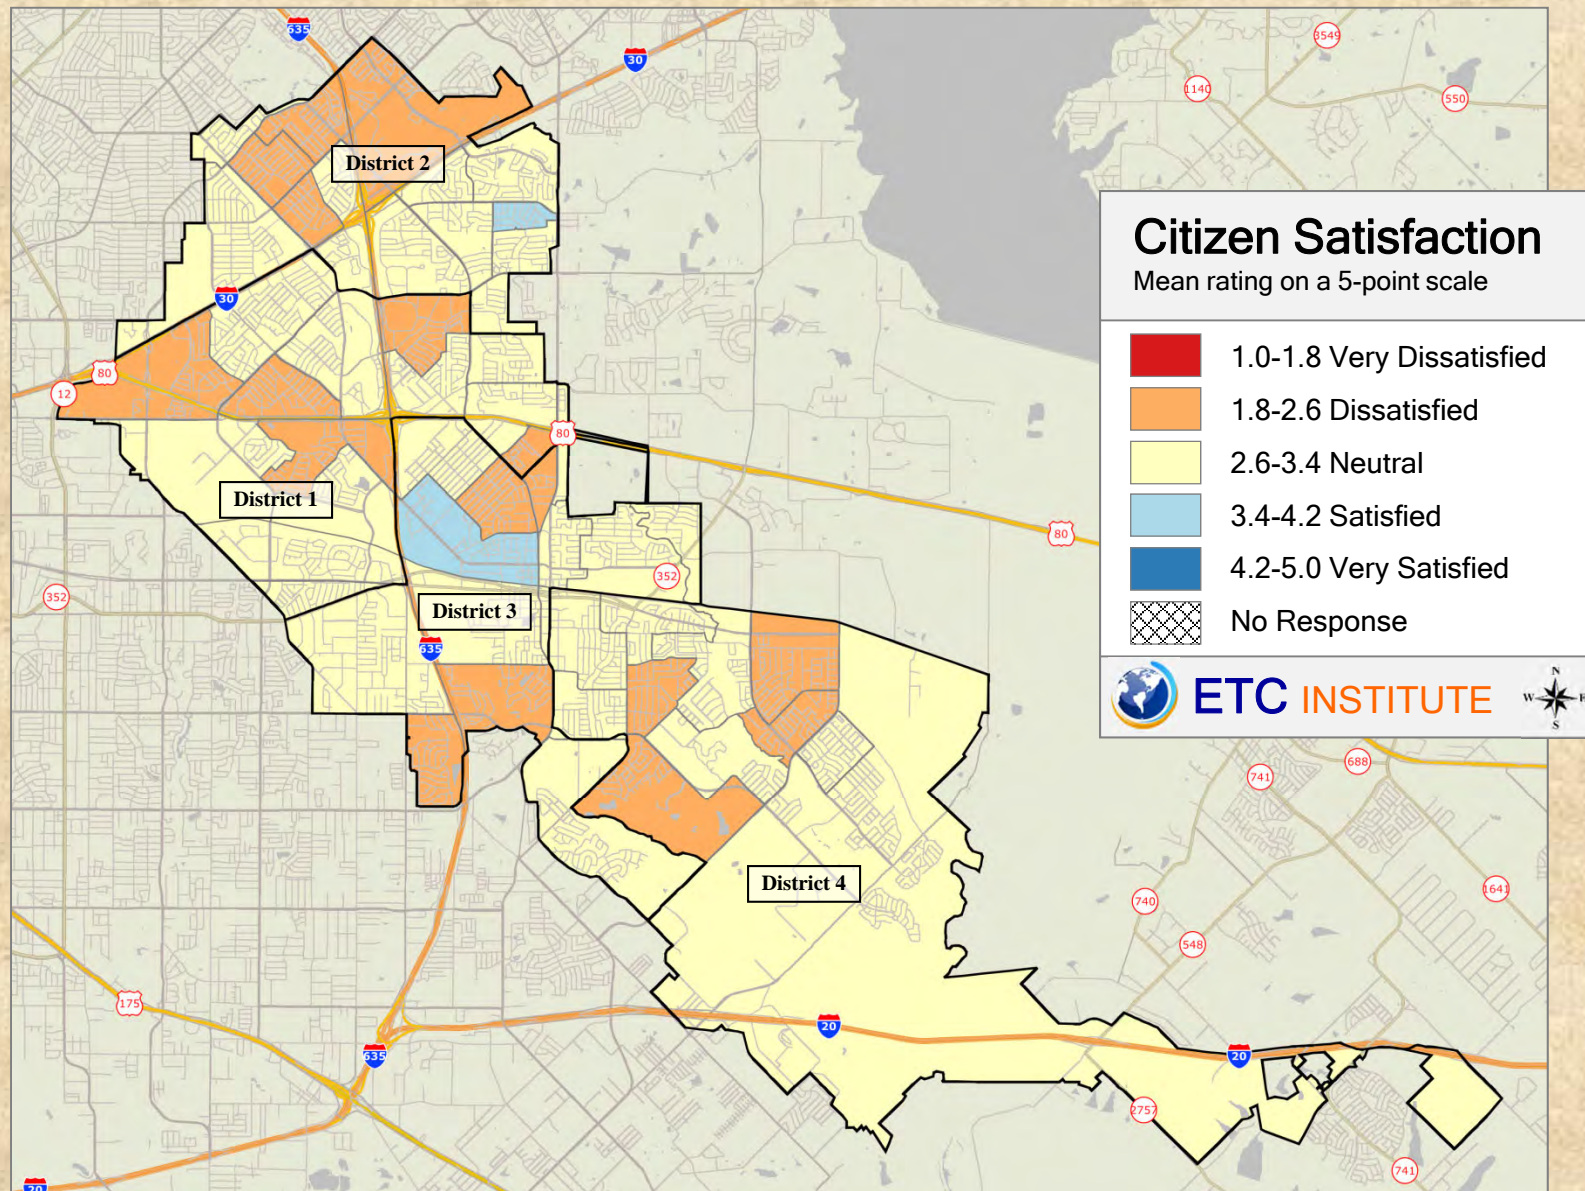 635
30
3549
1140
550
District 2
Citizen Satisfaction
Mean rating on a 5-point scale
30
1.0-1.8 Very Dissatisfied
80
12
1.8-2.6 Dissatisfied
80
2.6-3.4 Neutral
District 1
3.4-4.2 Satisfied
80
352
352
4.2-5.0 Very Satisfied
District 3
No Response
635
ETC INSTITUTE
N
W
E
S
688
741
District 4
1641
740
548
175
20
635
20
2757
741
20